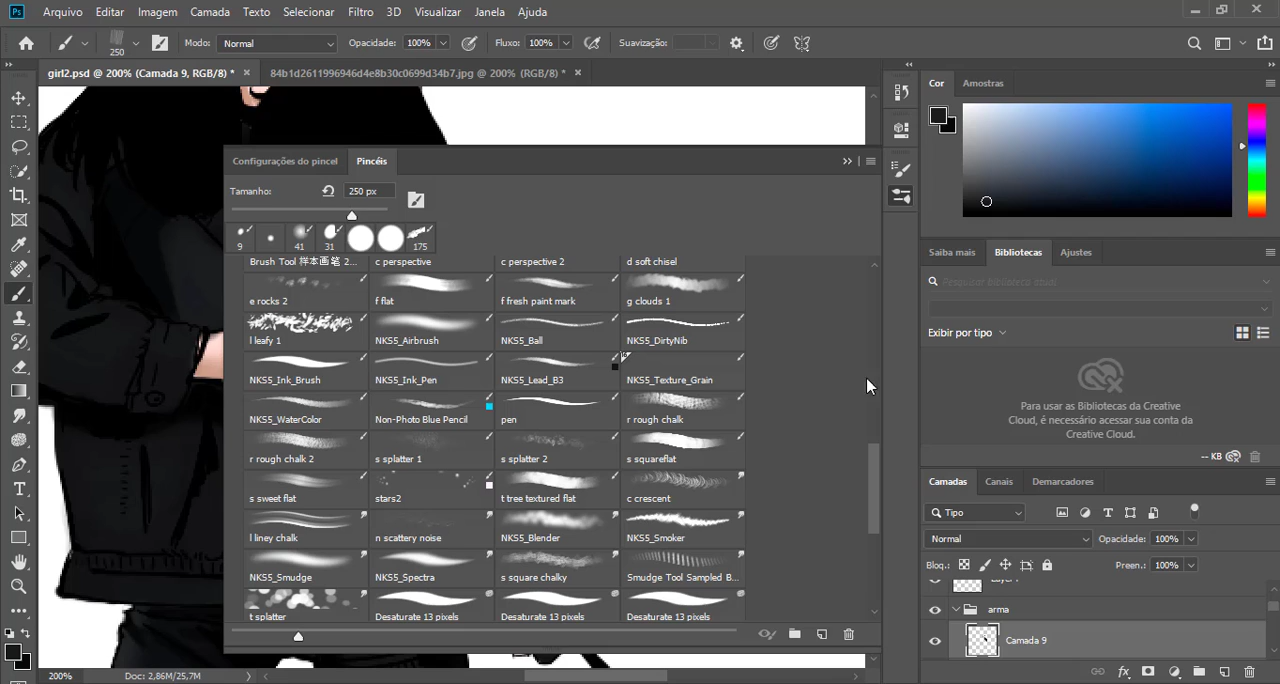 Ps Arquivo Editar Imagem Camada Texto Selecionar Filtro 3D Visualizar Janela Ajuda
250 Modo: Normal Opacidade: 100% Fluxo: 100% Suavização:
girl2.psd @ 200% (Camada 9, RGB/8) * × 84b1d2611996946d4e8b30c0699d34b7.jpg @ 200% (RGB/8) * ×
Configurações do pincel Pincéis
Tamanho: 250 px
9 41 31 175
Brush Tool 样本画笔 2... c perspective c perspective 2 d soft chisel
e rocks 2 f flat f fresh paint mark g clouds 1
l leafy 1 NKS5_Airbrush NKS5_Ball NKS5_DirtyNib
NKS5_Ink_Brush NKS5_Ink_Pen NKS5_Lead_B3 NKS5_Texture_Grain
NKS5_WaterColor Non-Photo Blue Pencil pen r rough chalk
r rough chalk 2 s splatter 1 s splatter 2 s squareflat
s sweet flat stars2 t tree textured flat c crescent
l liney chalk n scattery noise NKS5_Blender NKS5_Smoker
NKS5_Smudge NKS5_Spectra s square chalky Smudge Tool Sampled B...
t splatter Desaturate 13 pixels Desaturate 13 pixels Desaturate 13 pixels
Cor Amostras
Saiba mais Bibliotecas Ajustes
Pesquisar biblioteca atual
Exibir por tipo
Para usar as Bibliotecas da Creative
Cloud, é necessário acessar sua conta da
Creative Cloud.
-- KB
Camadas Canais Demarcadores
Tipo
Normal Opacidade: 100%
Bloq.: Preen.: 100%
arma
Camada 9
200% Doc: 2,86M/25,7M